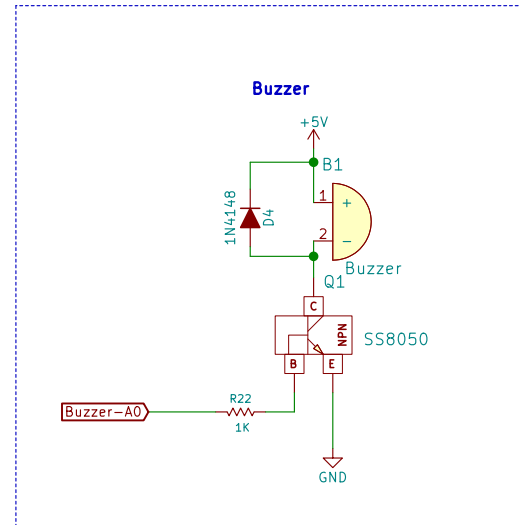 Buzzer
+5V
B1
1
+
1N4148
D4
2
-
Buzzer
Q1
C
NPN
SS8050
B
E
R22
Buzzer-A0
1K
GND